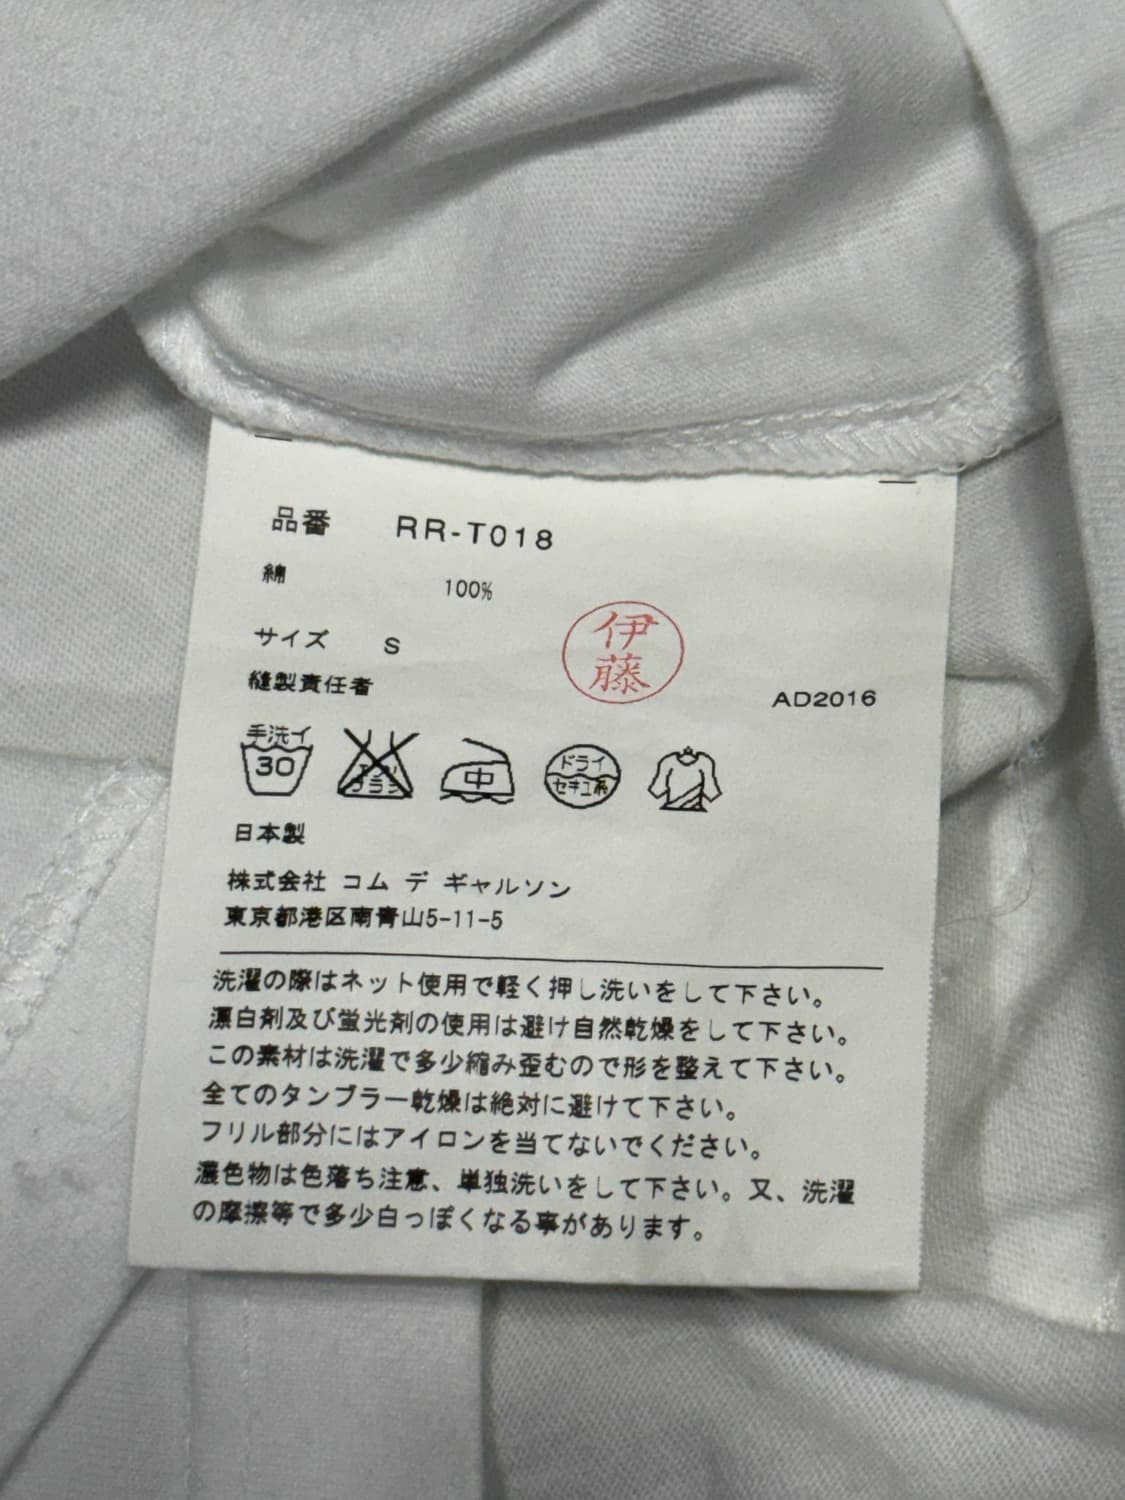 品番 RR-T018
綿 100%
サイズ S
縫製責任者
伊藤
AD2016
手洗イ 30
エンソ サラシ
中
ドライ セキユ系
日本製
株式会社 コム デ ギャルソン
東京都港区南青山5-11-5
洗濯の際はネット使用で軽く押し洗いをして下さい。
漂白剤及び蛍光剤の使用は避け自然乾燥をして下さい。
この素材は洗濯で多少縮み歪むので形を整えて下さい。
全てのタンブラー乾燥は絶対に避けて下さい。
フリル部分にはアイロンを当てないでください。
濃色物は色落ち注意、単独洗いをして下さい。又、洗濯
の摩擦等で多少白っぽくなる事があります。